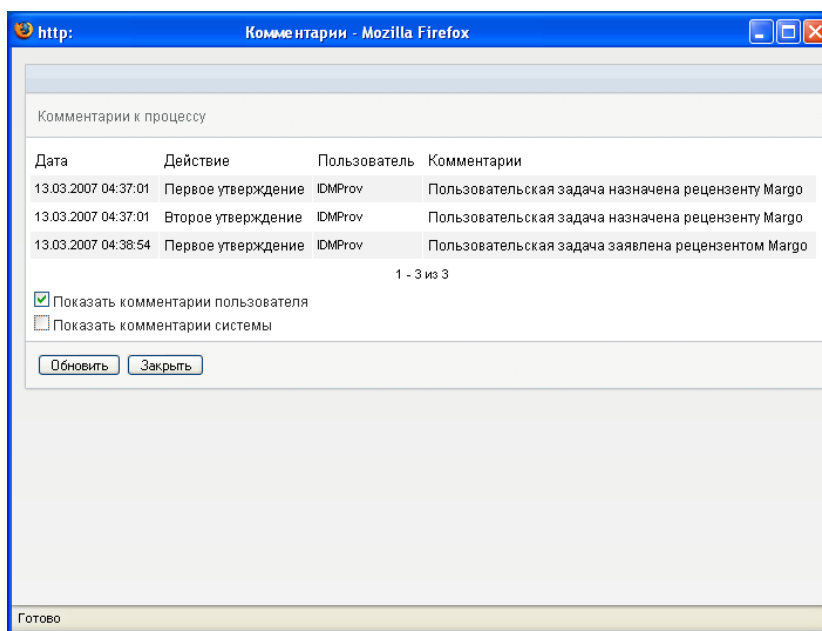 http: Комментарии - Mozilla Firefox
Комментарии к процессу
Дата Действие Пользователь Комментарии
13.03.2007 04:37:01 Первое утверждение IDMProv Пользовательская задача назначена рецензенту Margo
13.03.2007 04:37:01 Второе утверждение IDMProv Пользовательская задача назначена рецензенту Margo
13.03.2007 04:38:54 Первое утверждение IDMProv Пользовательская задача заявлена рецензентом Margo
1 - 3 из 3
Показать комментарии пользователя
Показать комментарии системы
Обновить Закрыть
Готово